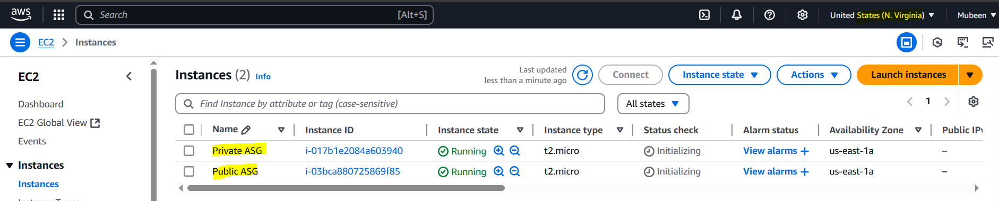 aws
Search [Alt+S]
United States (N. Virginia) Mubeen
EC2 Instances
EC2
Dashboard
EC2 Global View
Events
Instances
Instances
Instances (2) Info
Last updated
less than a minute ago
Connect Instance state Actions Launch instances
Find Instance by attribute or tag (case-sensitive) All states 1
Name Instance ID Instance state Instance type Status check Alarm status Availability Zone Public IPv
Private ASG i-017b1e2084a603940 Running t2.micro Initializing View alarms + us-east-1a –
Public ASG i-03bca880725869f85 Running t2.micro Initializing View alarms + us-east-1a –